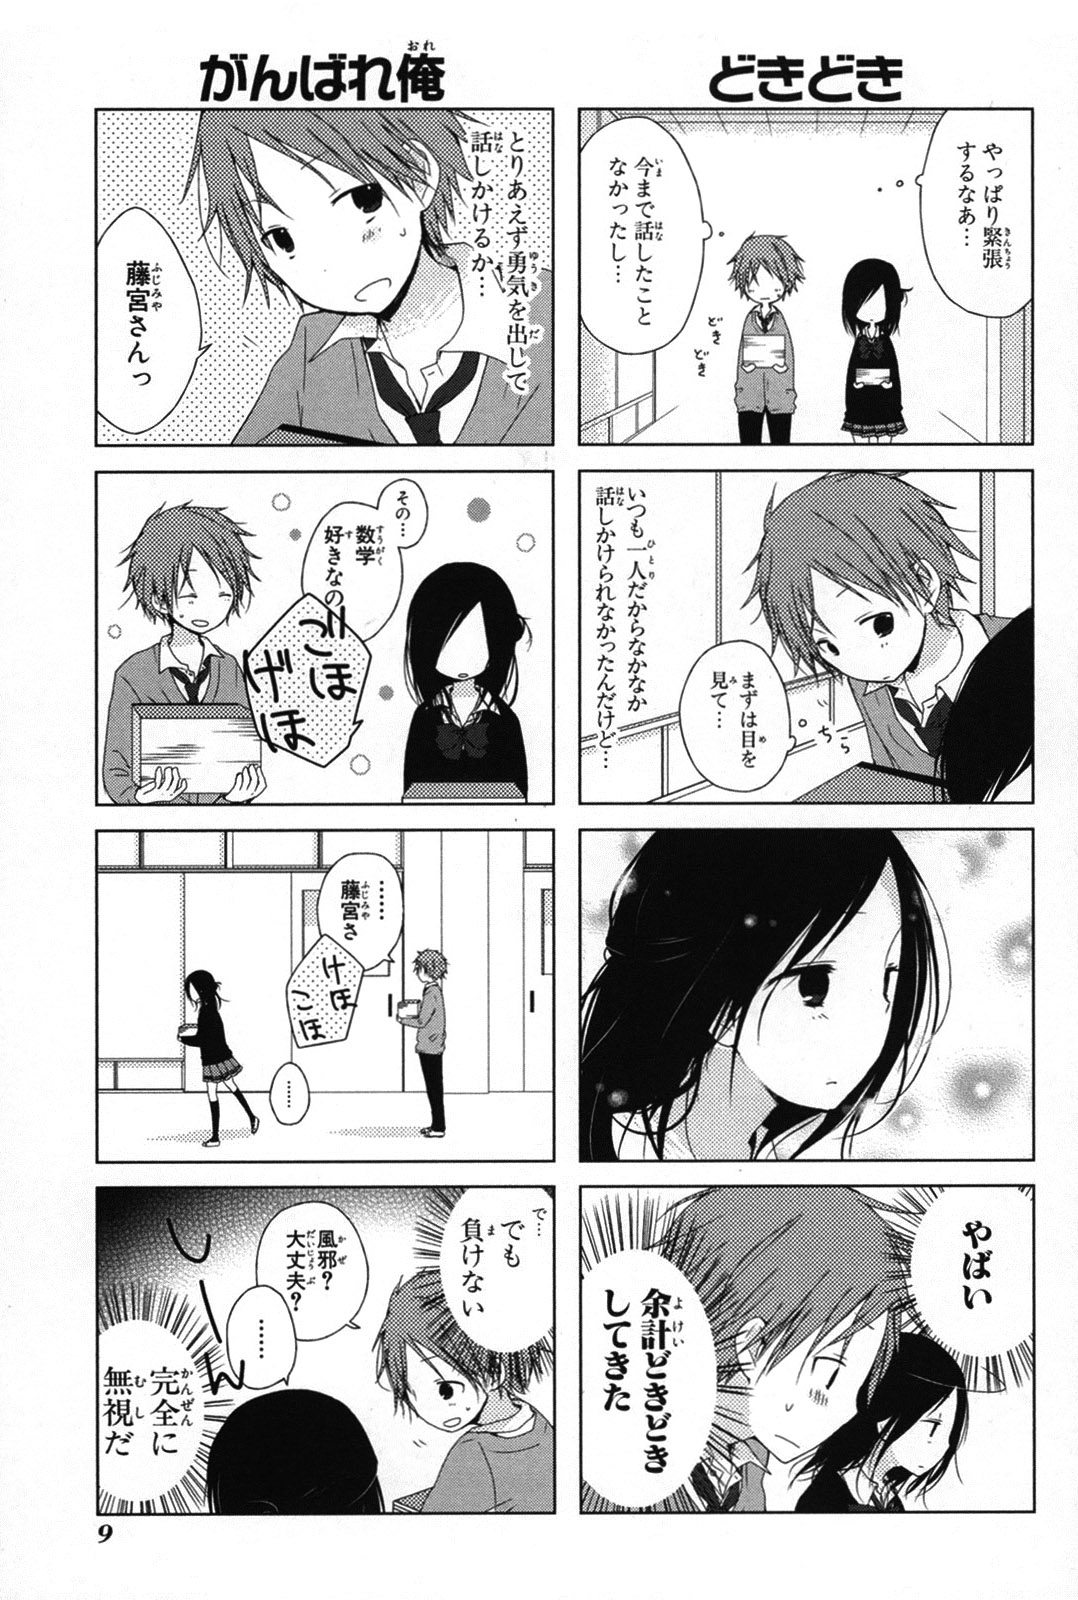 どきどき
やっぱり緊張
するなあ…
今まで話したこと
なかったし…
どき
どき
いつも一人だからなかなか
話しかけられなかったんだけど…
まずは目を
見て…
ちら
やばい
余計どきどき
してきた
がんばれ俺
とりあえず勇気を出して
話しかけるか…
藤宮さんっ
その…
数学
好きなの
ごほ
げほ
……
藤宮さ
けほ
こほ
……
で…
でも
負けない
風邪？
大丈夫？
……
しーん
完全に
無視だ
9